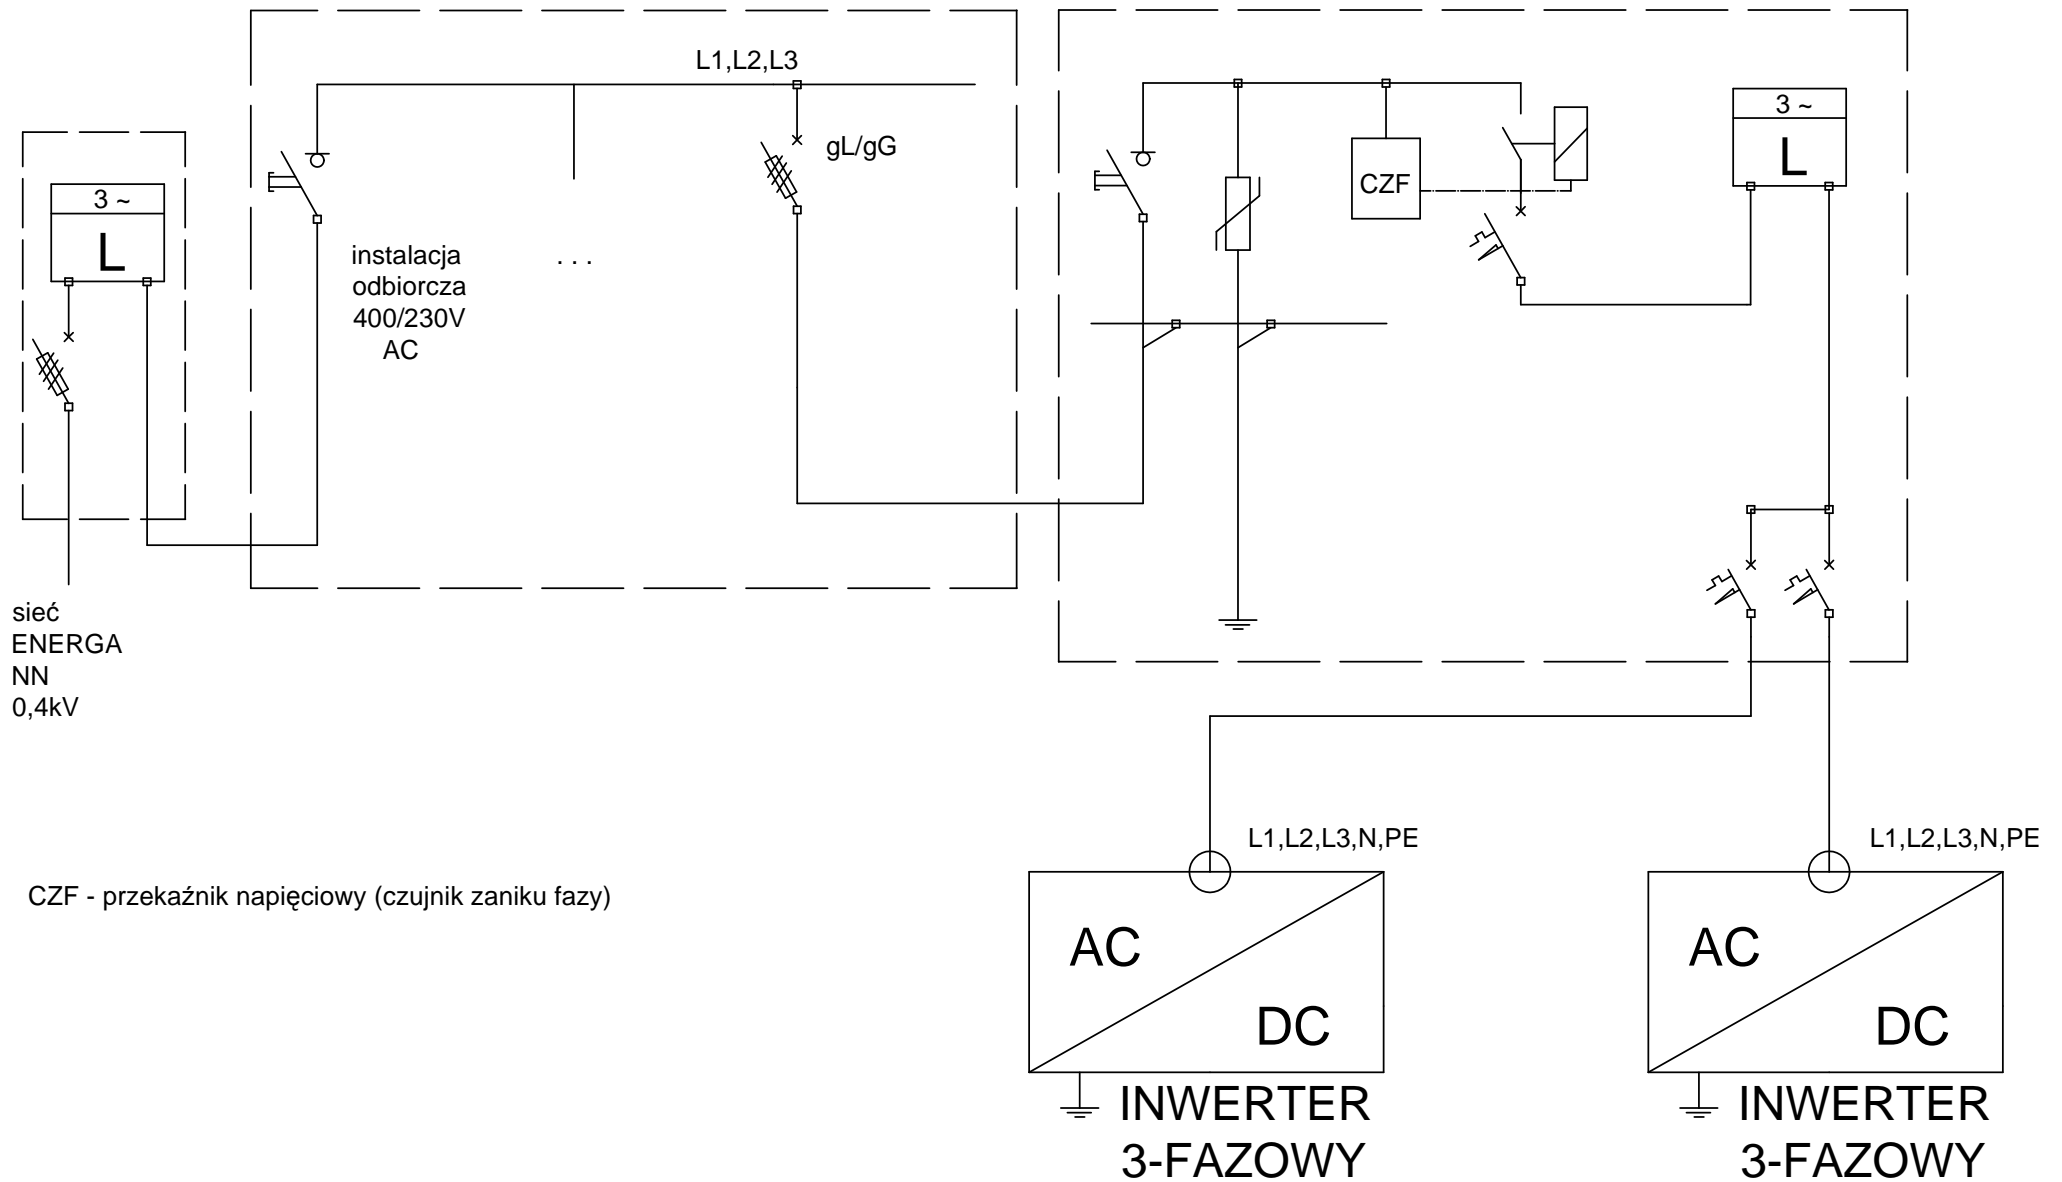 L1,L2,L3
gL/gG
3 ~
L
instalacja
odbiorcza
400/230V
AC
. . .
CZF
3 ~
L
sieć
ENERGA
NN
0,4kV
L1,L2,L3,N,PE
L1,L2,L3,N,PE
CZF - przekaźnik napięciowy (czujnik zaniku fazy)
AC
DC
INWERTER
3-FAZOWY
AC
DC
INWERTER
3-FAZOWY